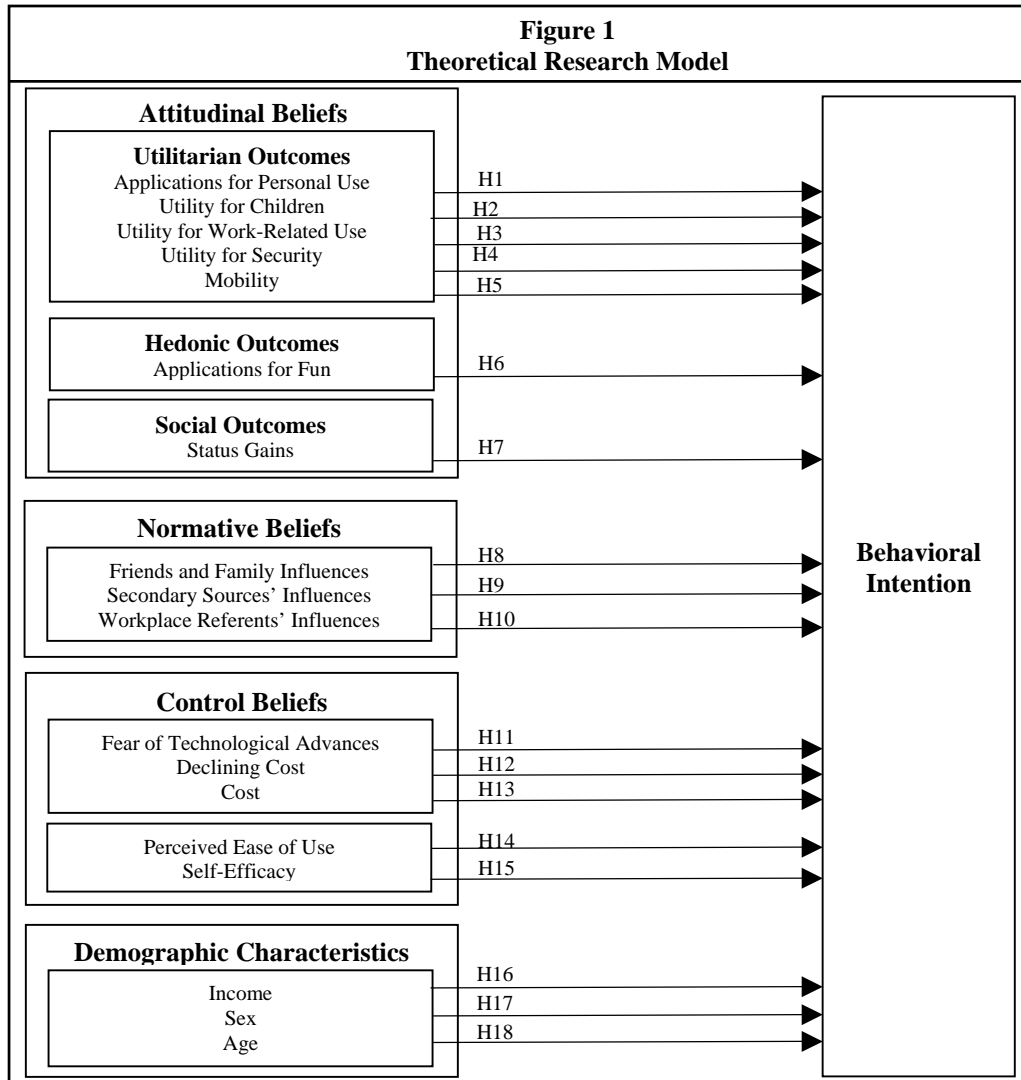 Figure 1
Theoretical Research Model
Attitudinal Beliefs
Utilitarian Outcomes
Applications for Personal Use
Utility for Children
Utility for Work-Related Use
Utility for Security
Mobility
H1
H2
H3
H4
H5
Hedonic Outcomes
Applications for Fun
H6
Social Outcomes
Status Gains
H7
Normative Beliefs
Friends and Family Influences
Secondary Sources’ Influences
Workplace Referents’ Influences
H8
H9
H10
Control Beliefs
Fear of Technological Advances
Declining Cost
Cost
H11
H12
H13
Perceived Ease of Use
Self-Efficacy
H14
H15
Demographic Characteristics
Income
Sex
Age
H16
H17
H18
Behavioral
Intention